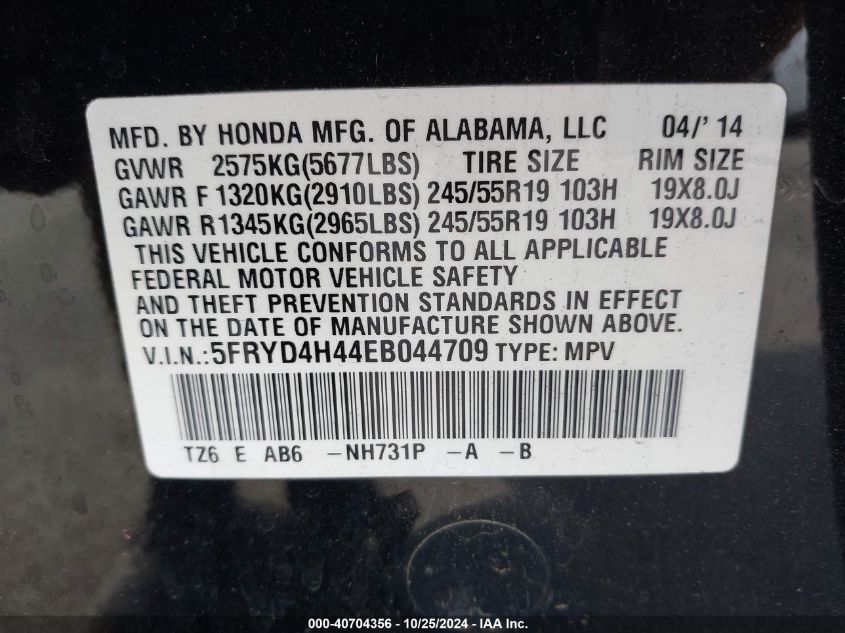 MFD. BY HONDA MFG. OF ALABAMA, LLC 04/' 14
GVWR 2575KG(5677LBS) TIRE SIZE RIM SIZE
GAWR F 1320KG(2910LBS) 245/55R19 103H 19X8.0J
GAWR R1345KG(2965LBS) 245/55R19 103H 19X8.0J
THIS VEHICLE CONFORMS TO ALL APPLICABLE
FEDERAL MOTOR VEHICLE SAFETY
AND THEFT PREVENTION STANDARDS IN EFFECT
ON THE DATE OF MANUFACTURE SHOWN ABOVE.
V.I.N.:5FRYD4H44EB044709 TYPE: MPV
TZ6 E AB6 -NH731P -A -B
000-40704356 - 10/25/2024 - IAA Inc.